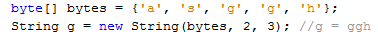 byte[] bytes = {'a', 's', 'g', 'g', 'h'};
String g = new String(bytes, 2, 3); //g = ggh